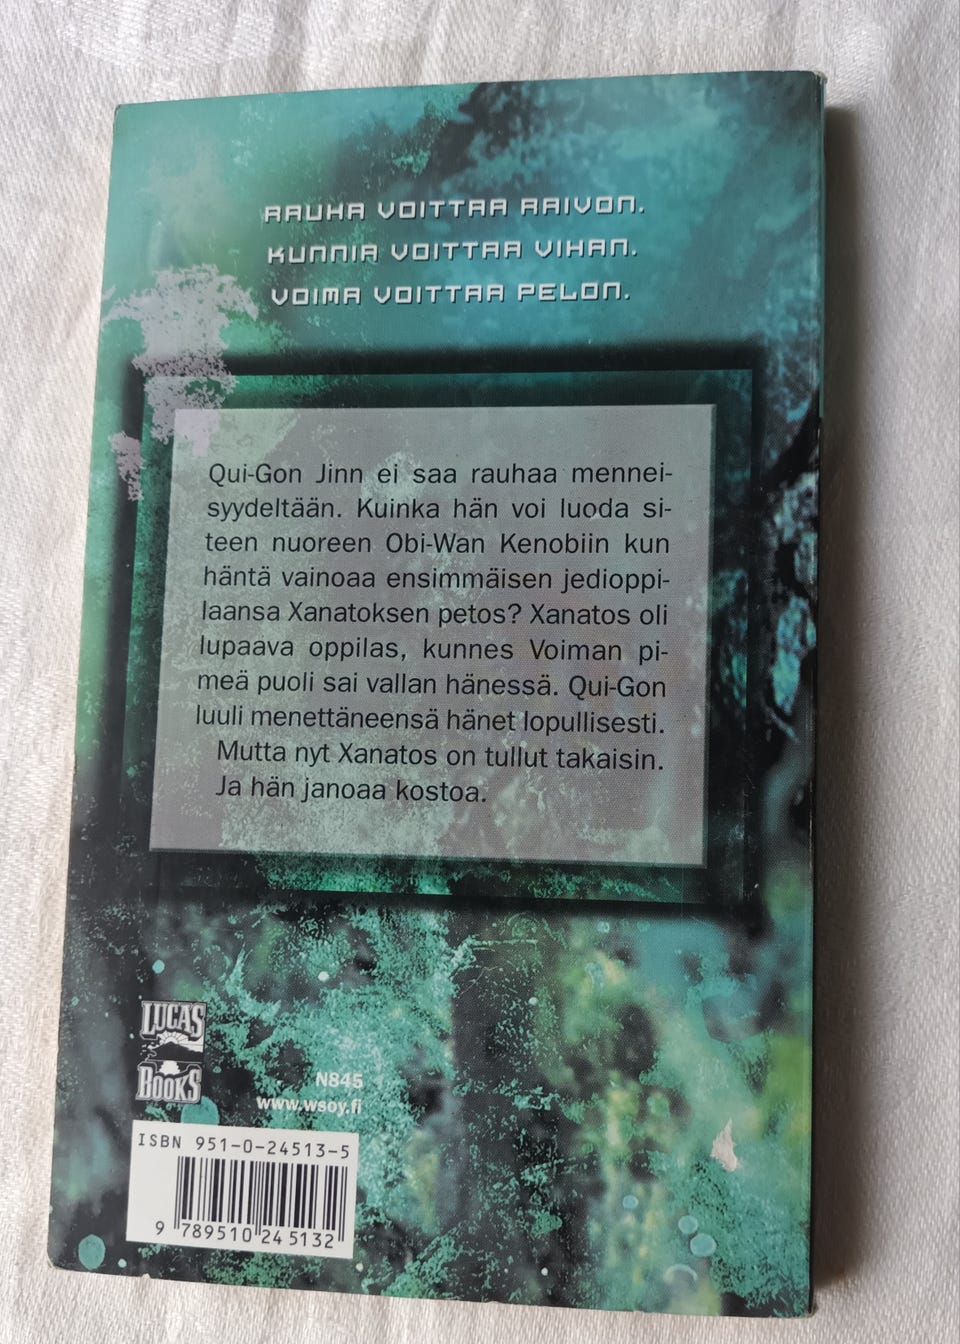 RAUHA VOITTAA RAIVON.
KUNNIA VOITTAA VIHAN.
VOIMA VOITTAA PELON.
Qui-Gon Jinn ei saa rauhaa mennei-
syydeltään. Kuinka hän voi luoda si-
teen nuoreen Obi-Wan Kenobiin kun
häntä vainoaa ensimmäisen jedioppi-
laansa Xanatoksen petos? Xanatos oli
lupaava oppilas, kunnes Voiman pi-
meä puoli sai vallan hänessä. Qui-Gon
luuli menettäneensä hänet lopullisesti.
Mutta nyt Xanatos on tullut takaisin.
Ja hän janoaa kostoa.
LUCAS
BOOKS
N845
www.wsoy.fi
ISBN 951-0-24513-5
9 789510 245132